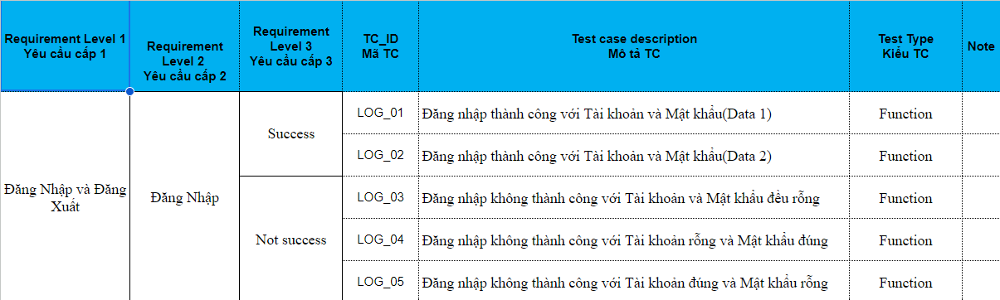 Requirement Level 1
Yêu cầu cấp 1
Requirement
Level 2
Yêu cầu cấp 2
Requirement
Level 3
Yêu cầu cấp 3
TC_ID
Mã TC
Test case description
Mô tả TC
Test Type
Kiểu TC
Note
Đăng Nhập và Đăng
Xuất
Đăng Nhập
Success
LOG_01 Đăng nhập thành công với Tài khoản và Mật khẩu(Data 1) Function
LOG_02 Đăng nhập thành công với Tài khoản và Mật khẩu(Data 2) Function
Not success
LOG_03 Đăng nhập không thành công với Tài khoản và Mật khẩu đều rỗng Function
LOG_04 Đăng nhập không thành công với Tài khoản rỗng và Mật khẩu đúng Function
LOG_05 Đăng nhập không thành công với Tài khoản đúng và Mật khẩu rỗng Function